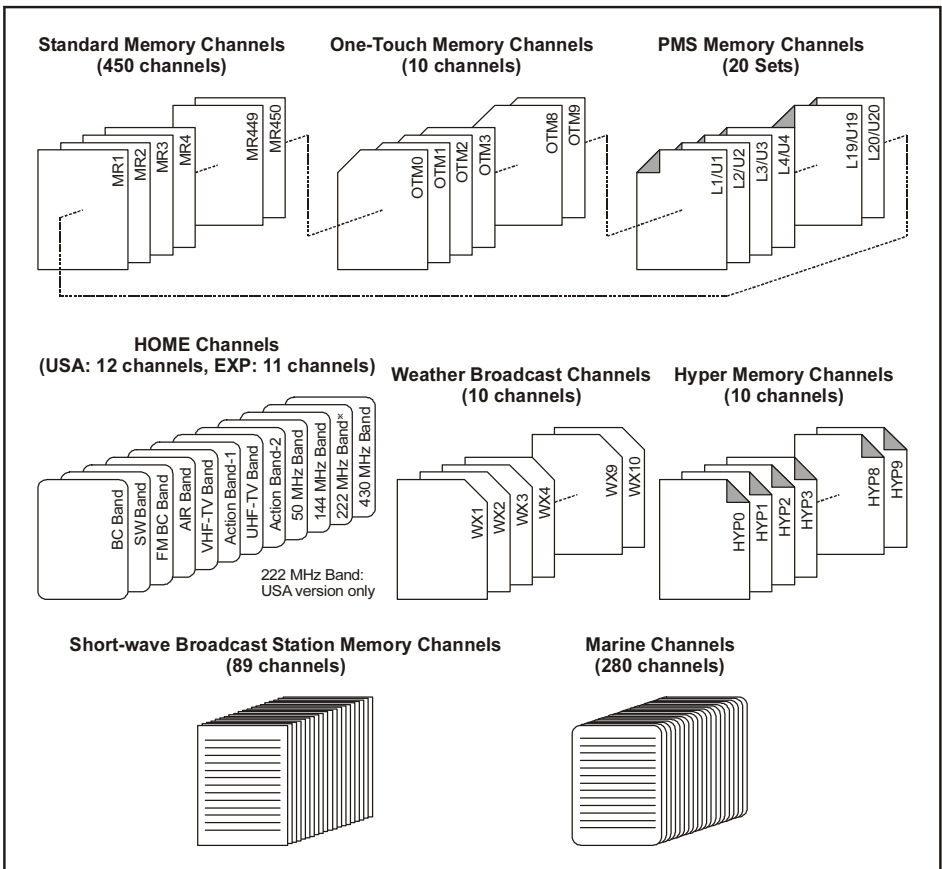 Standard Memory Channels
(450 channels)
One-Touch Memory Channels
(10 channels)
PMS Memory Channels
(20 Sets)
MR1
MR2
MR3
MR4
MR449
MR450
OTM0
OTM1
OTM2
OTM3
OTM8
OTM9
L1/U1
L2/U2
L3/U3
L4/U4
L19/U19
L20/U20
HOME Channels
(USA: 12 channels, EXP: 11 channels)
BC Band
SW Band
FM BC Band
AIR Band
VHF-TV Band
Action Band-1
UHF-TV Band
Action Band-2
50 MHz Band
144 MHz Band
222 MHz Band※
430 MHz Band
222 MHz Band:
USA version only
Weather Broadcast Channels
(10 channels)
WX1
WX2
WX3
WX4
WX9
WX10
Hyper Memory Channels
(10 channels)
HYP0
HYP1
HYP2
HYP3
HYP8
HYP9
Short-wave Broadcast Station Memory Channels
(89 channels)
Marine Channels
(280 channels)